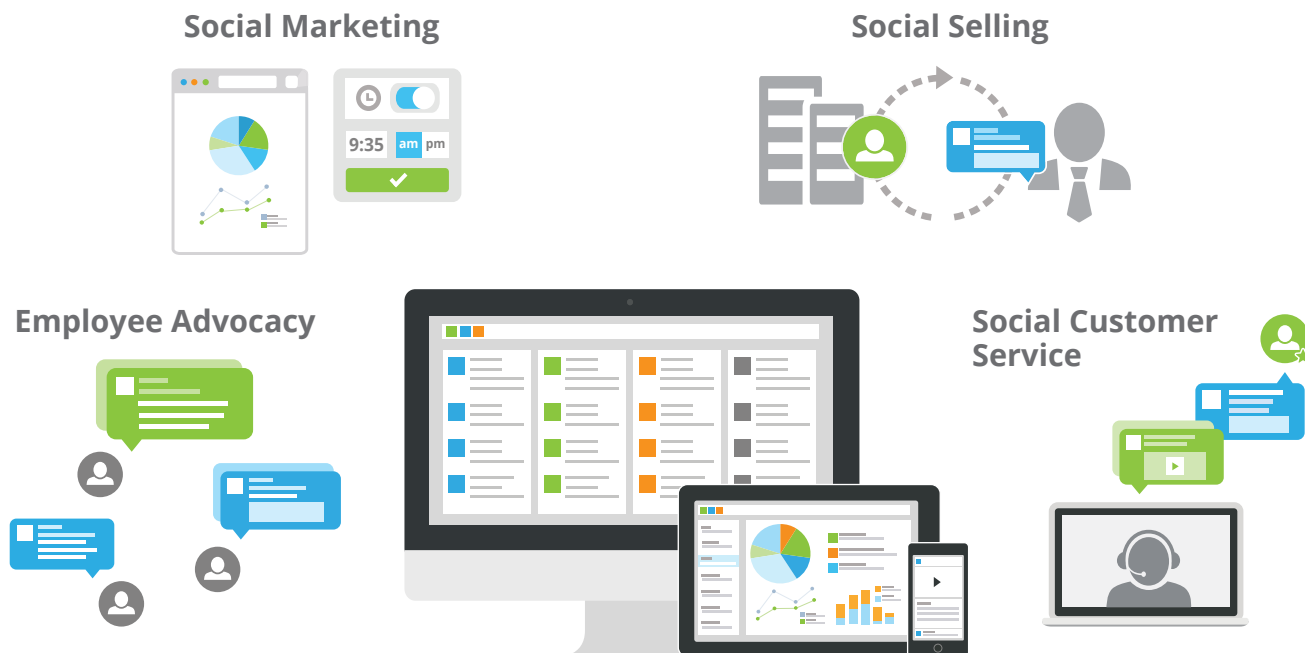 Social Marketing
Social Selling
9:35 am pm
Employee Advocacy
Social Customer
Service